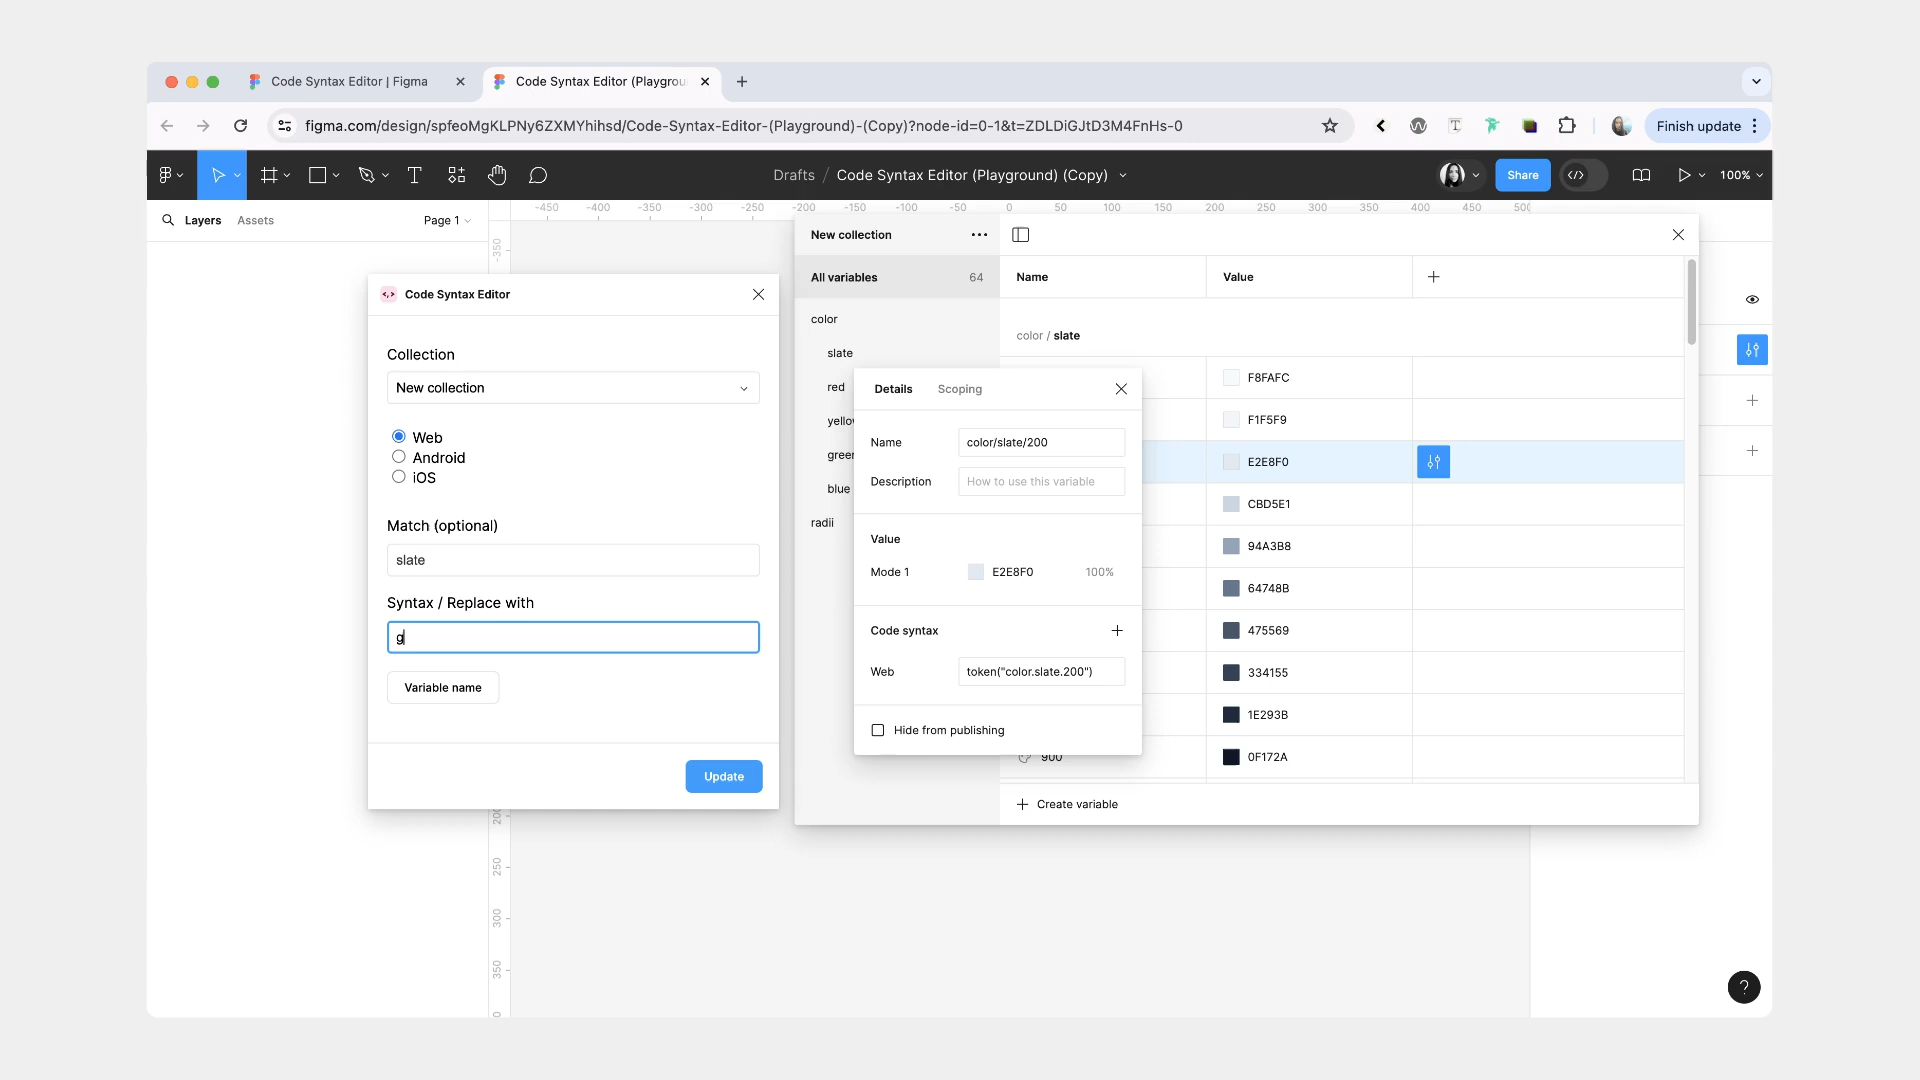 Code Syntax Editor | Figma
Code Syntax Editor (Playgrou
figma.com/design/spfeoMgKLPNy6ZXMYhihsd/Code-Syntax-Editor-(Playground)-(Copy)?node-id=0-1&t=ZDLDiGJtD3M4FnHs-0
Finish update
Drafts / Code Syntax Editor (Playground) (Copy)
Share
100%
Layers
Assets
Page 1
-450 -400 -350 -300 -250 -200 -150 -100 -50 0 50 100 150 200 250 300 350 400 450 500
-350
200
250
300
350
Code Syntax Editor
Collection
New collection
Web
Android
iOS
Match (optional)
slate
Syntax / Replace with
g
Variable name
Update
New collection
All variables 64
color
slate
red
yellow
green
blue
radii
Name
Value
color / slate
F8FAFC
F1F5F9
E2E8F0
CBD5E1
94A3B8
64748B
475569
334155
1E293B
900
0F172A
Create variable
Details
Scoping
Name
color/slate/200
Description
How to use this variable
Value
Mode 1
E2E8F0
100%
Code syntax
Web
token("color.slate.200")
Hide from publishing
?